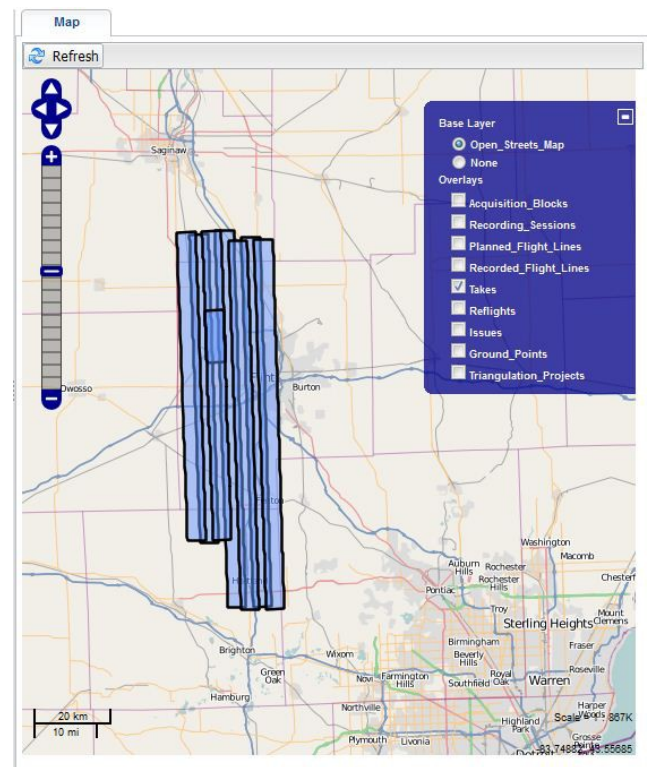 Map
Refresh
Base Layer
Open_Streets_Map
None
Overlays
Acquisition_Blocks
Recording_Sessions
Planned_Flight_Lines
Recorded_Flight_Lines
Takes
Reflights
Issues
Ground_Points
Triangulation_Projects
Saginaw
Owosso
Flint
Burton
Fenton
Washington
Macomb
Auburn
Hills
Rochester
Rochester
Hills
Chesterf
Pontiac
Troy
Sterling Heights
Mount
Clemens
Birmingham
Fraser
Brighton
Wixom
Beverly
Hills
Roseville
Green
Oak
Novi
Farmington
Hills
Southfield
Royal
Oak
Warren
Hamburg
Northville
Harper
Woods
Highland
Park
20 km
10 mi
Plymouth
Livonia
Grosse
Detroit